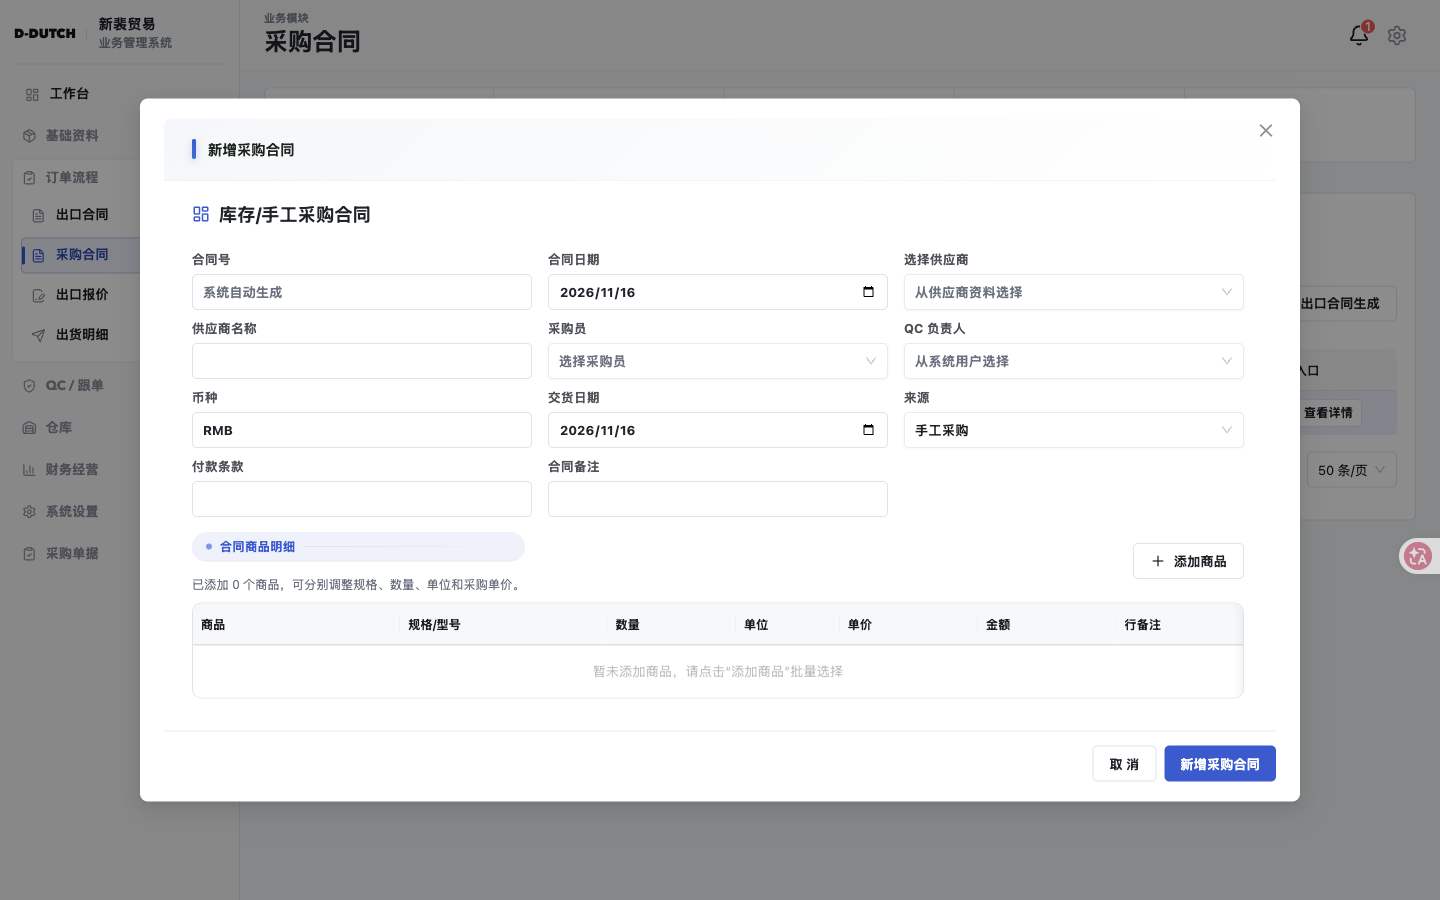 D-DUTCH
新裴贸易
业务管理系统
业务模块
采购合同
1
工作台
基础资料
订单流程
出口合同
采购合同
出口报价
出货明细
QC / 跟单
仓库
财务经营
系统设置
采购单据
新增采购合同
库存/手工采购合同
合同号
合同日期
选择供应商
系统自动生成
2026/11/16
从供应商资料选择
供应商名称
采购员
QC 负责人
选择采购员
从系统用户选择
币种
交货日期
来源
RMB
2026/11/16
手工采购
付款条款
合同备注
合同商品明细
添加商品
已添加 0 个商品，可分别调整规格、数量、单位和采购单价。
商品
规格/型号
数量
单位
单价
金额
行备注
暂未添加商品，请点击“添加商品”批量选择
取 消
新增采购合同
出口合同生成
入口
查看详情
50 条/页